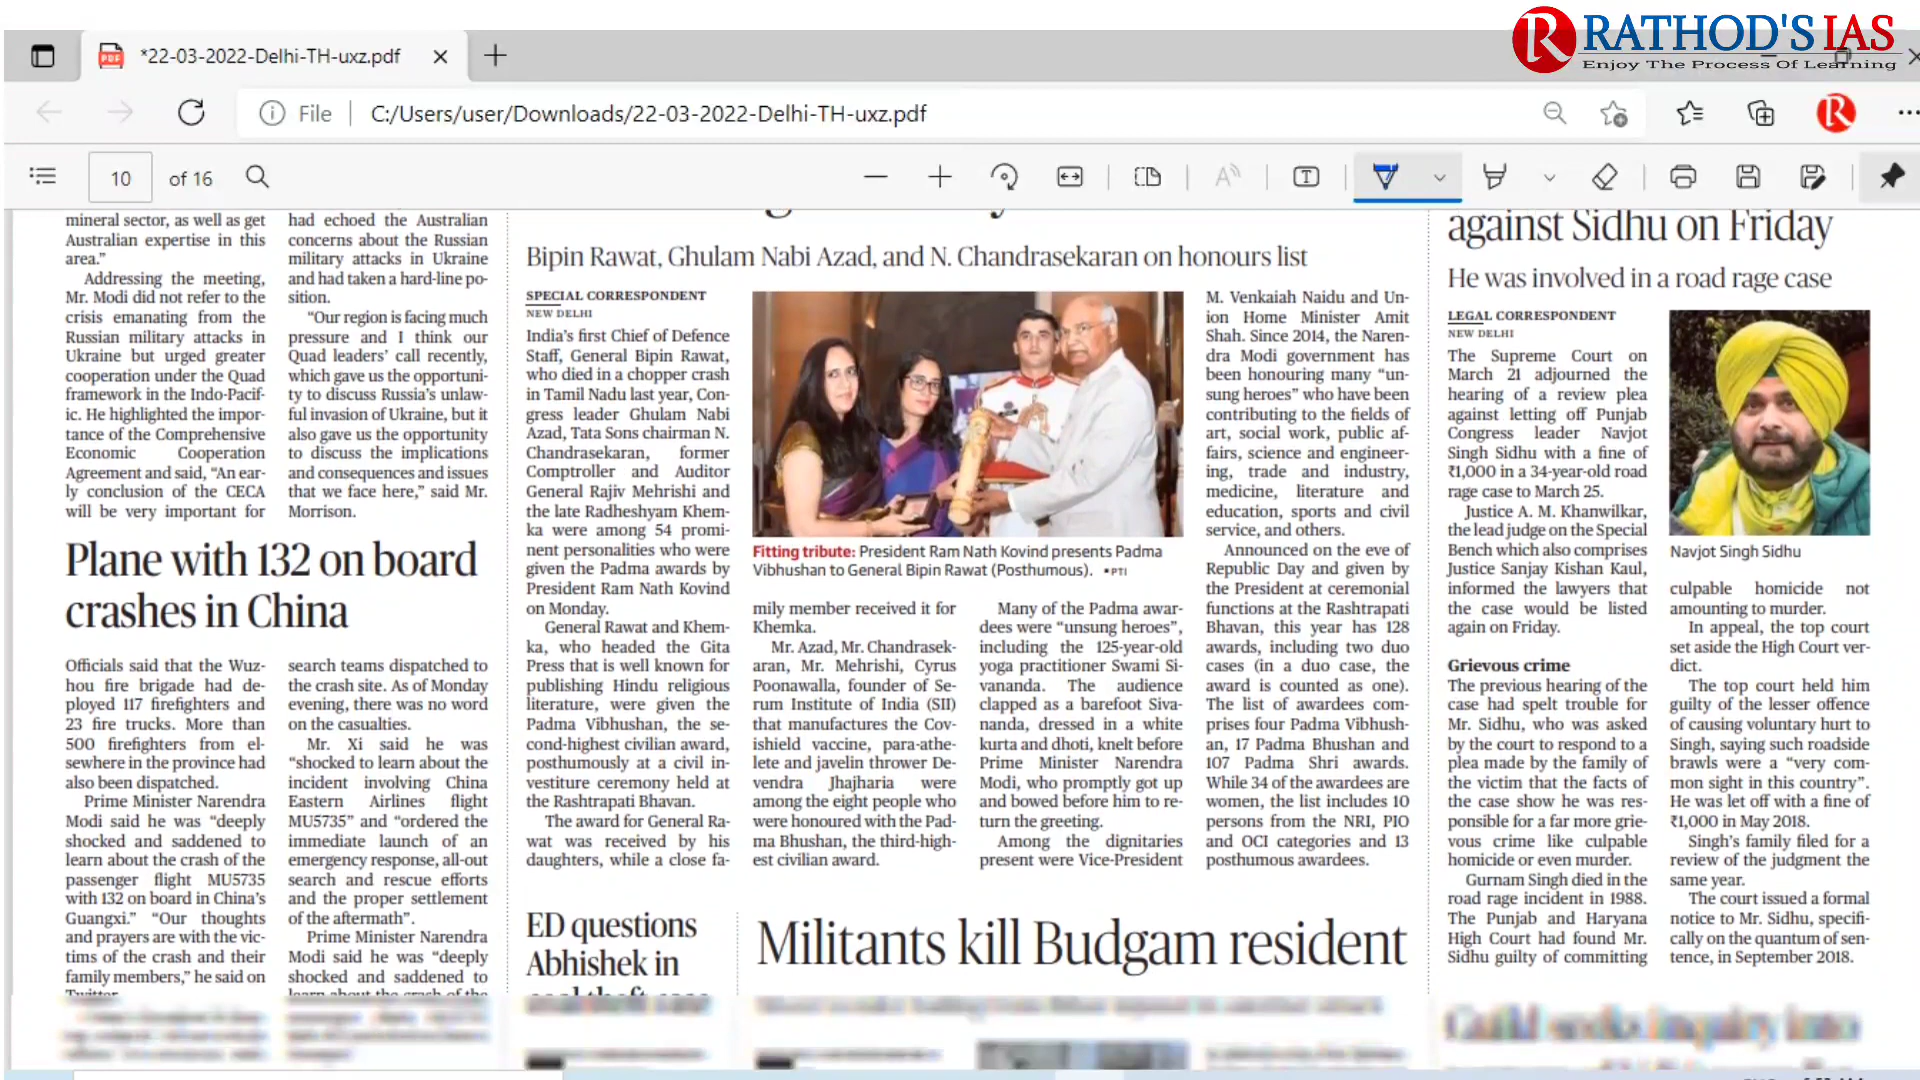 RATHOD'S IAS
Enjoy The Process Of Learning
*22-03-2022-Delhi-TH-uxz.pdf
File
C:/Users/user/Downloads/22-03-2022-Delhi-TH-uxz.pdf
10 of 16
mineral sector, as well as get
Australian expertise in this
area.”
Addressing the meeting,
Mr. Modi did not refer to the
crisis emanating from the
Russian military attacks in
Ukraine but urged greater
cooperation under the Quad
framework in the Indo-Pacif-
ic. He highlighted the impor-
tance of the Comprehensive
Economic Cooperation
Agreement and said, “An ear-
ly conclusion of the CECA
will be very important for
had echoed the Australian
concerns about the Russian
military attacks in Ukraine
and had taken a hard-line po-
sition.
“Our region is facing much
pressure and I think our
Quad leaders’ call recently,
which gave us the opportuni-
ty to discuss Russia’s unlaw-
ful invasion of Ukraine, but it
also gave us the opportunity
to discuss the implications
and consequences and issues
that we face here,” said Mr.
Morrison.
Plane with 132 on board
crashes in China
Officials said that the Wuz-
hou fire brigade had de-
ployed 117 firefighters and
23 fire trucks. More than
500 firefighters from el-
sewhere in the province had
also been dispatched.
Prime Minister Narendra
Modi said he was “deeply
shocked and saddened to
learn about the crash of the
passenger flight MU5735
with 132 on board in China’s
Guangxi.” “Our thoughts
and prayers are with the vic-
tims of the crash and their
family members,” he said on
Twitter.
search teams dispatched to
the crash site. As of Monday
evening, there was no word
on the casualties.
Mr. Xi said he was
“shocked to learn about the
incident involving China
Eastern Airlines flight
MU5735” and “ordered the
immediate launch of an
emergency response, all-out
search and rescue efforts
and the proper settlement
of the aftermath”.
Prime Minister Narendra
Modi said he was “deeply
shocked and saddened to
learn about the crash of the
Bipin Rawat, Ghulam Nabi Azad, and N. Chandrasekaran on honours list
SPECIAL CORRESPONDENT
NEW DELHI
India’s first Chief of Defence
Staff, General Bipin Rawat,
who died in a chopper crash
in Tamil Nadu last year, Con-
gress leader Ghulam Nabi
Azad, Tata Sons chairman N.
Chandrasekaran, former
Comptroller and Auditor
General Rajiv Mehrishi and
the late Radheshyam Khem-
ka were among 54 promi-
nent personalities who were
given the Padma awards by
President Ram Nath Kovind
on Monday.
General Rawat and Khem-
ka, who headed the Gita
Press that is well known for
publishing Hindu religious
literature, were given the
Padma Vibhushan, the se-
cond-highest civilian award,
posthumously at a civil in-
vestiture ceremony held at
the Rashtrapati Bhavan.
The award for General Ra-
wat was received by his
daughters, while a close fa-
Fitting tribute: President Ram Nath Kovind presents Padma
Vibhushan to General Bipin Rawat (Posthumous). •PTI
mily member received it for
Khemka.
Mr. Azad, Mr. Chandrasek-
aran, Mr. Mehrishi, Cyrus
Poonawalla, founder of Se-
rum Institute of India (SII)
that manufactures the Cov-
ishield vaccine, para-athe-
lete and javelin thrower De-
vendra Jhajharia were
among the eight people who
were honoured with the Pad-
ma Bhushan, the third-high-
est civilian award.
Many of the Padma awar-
dees were “unsung heroes”,
including the 125-year-old
yoga practitioner Swami Si-
vananda. The audience
clapped as a barefoot Siva-
nanda, dressed in a white
kurta and dhoti, knelt before
Prime Minister Narendra
Modi, who promptly got up
and bowed before him to re-
turn the greeting.
Among the dignitaries
present were Vice-President
M. Venkaiah Naidu and Un-
ion Home Minister Amit
Shah. Since 2014, the Naren-
dra Modi government has
been honouring many “un-
sung heroes” who have been
contributing to the fields of
art, social work, public af-
fairs, science and engineer-
ing, trade and industry,
medicine, literature and
education, sports and civil
service, and others.
Announced on the eve of
Republic Day and given by
the President at ceremonial
functions at the Rashtrapati
Bhavan, this year has 128
awards, including two duo
cases (in a duo case, the
award is counted as one).
The list of awardees com-
prises four Padma Vibhush-
an, 17 Padma Bhushan and
107 Padma Shri awards.
While 34 of the awardees are
women, the list includes 10
persons from the NRI, PIO
and OCI categories and 13
posthumous awardees.
ED questions
Abhishek in
Militants kill Budgam resident
against Sidhu on Friday
He was involved in a road rage case
LEGAL CORRESPONDENT
NEW DELHI
The Supreme Court on
March 21 adjourned the
hearing of a review plea
against letting off Punjab
Congress leader Navjot
Singh Sidhu with a fine of
₹1,000 in a 34-year-old road
rage case to March 25.
Justice A. M. Khanwilkar,
the lead judge on the Special
Bench which also comprises
Justice Sanjay Kishan Kaul,
informed the lawyers that
the case would be listed
again on Friday.
Grievous crime
The previous hearing of the
case had spelt trouble for
Mr. Sidhu, who was asked
by the court to respond to a
plea made by the family of
the victim that the facts of
the case show he was res-
ponsible for a far more grie-
vous crime like culpable
homicide or even murder.
Gurnam Singh died in the
road rage incident in 1988.
The Punjab and Haryana
High Court had found Mr.
Sidhu guilty of committing
Navjot Singh Sidhu
culpable homicide not
amounting to murder.
In appeal, the top court
set aside the High Court ver-
dict.
The top court held him
guilty of the lesser offence
of causing voluntary hurt to
Singh, saying such roadside
brawls were a “very com-
mon sight in this country”.
He was let off with a fine of
₹1,000 in May 2018.
Singh’s family filed for a
review of the judgment the
same year.
The court issued a formal
notice to Mr. Sidhu, specifi-
cally on the quantum of sen-
tence, in September 2018.